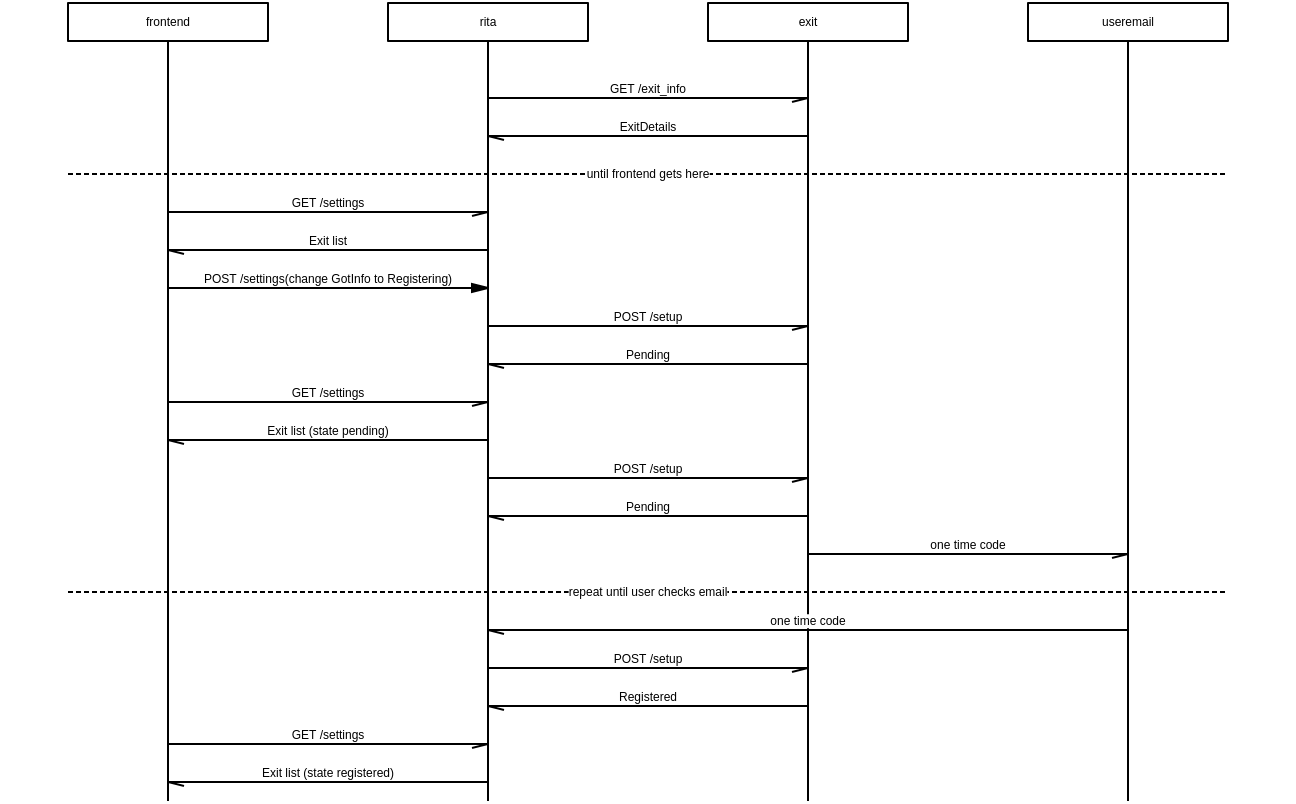 frontend
rita
exit
useremail
GET /exit_info
ExitDetails
until frontend gets here
GET /settings
Exit list
POST /settings(change GotInfo to Registering)
POST /setup
Pending
GET /settings
Exit list (state pending)
POST /setup
Pending
one time code
repeat until user checks email
one time code
POST /setup
Registered
GET /settings
Exit list (state registered)